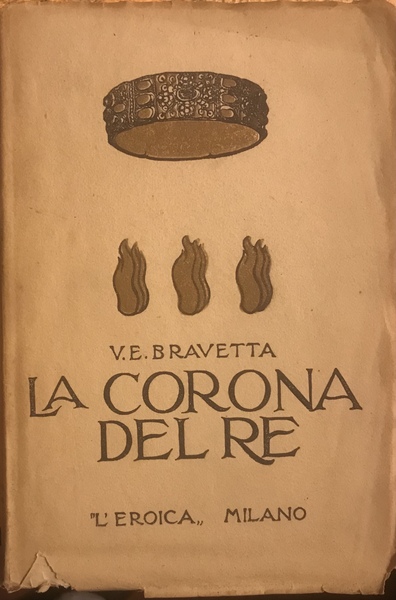 V. E. BRAVETTA
LA CORONA
DEL RE
"L'EROICA„ MILANO